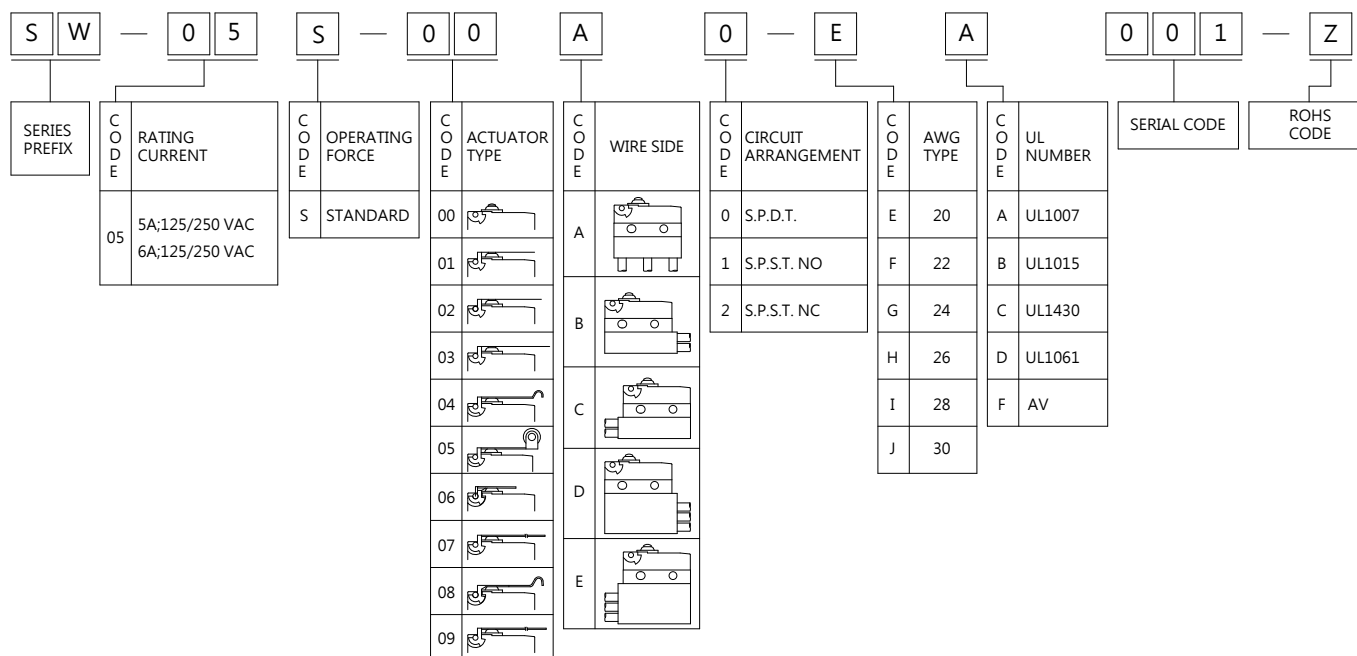 S W — 0 5 S — 0 0 A 0 — E A 0 0 1 — Z
SERIES
PREFIX
CODE
RATING
CURRENT
05
5A;125/250 VAC
6A;125/250 VAC
CODE
OPERATING
FORCE
S STANDARD
CODE
ACTUATOR
TYPE
00
01
02
03
04
05
06
07
08
09
CODE
WIRE SIDE
A
B
C
D
E
CODE
CIRCUIT
ARRANGEMENT
0 S.P.D.T.
1 S.P.S.T. NO
2 S.P.S.T. NC
CODE
AWG
TYPE
E 20
F 22
G 24
H 26
I 28
J 30
CODE
UL
NUMBER
A UL1007
B UL1015
C UL1430
D UL1061
F AV
SERIAL CODE
ROHS
CODE